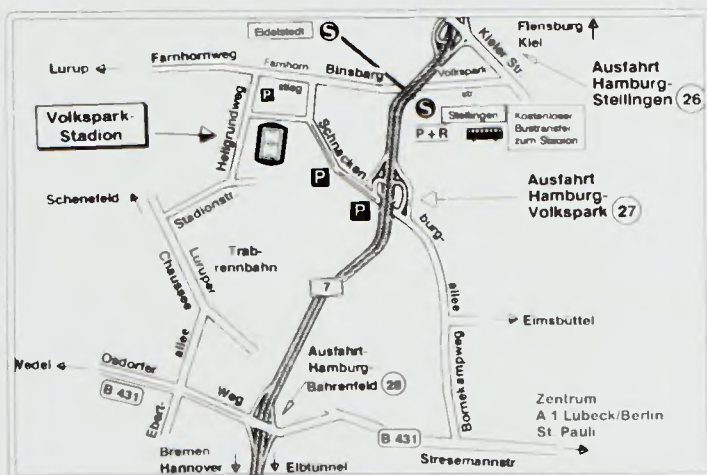 Flensburg
Kiel
Eidelstedt
S
Kieler Str
Farnhornweg
Lurup
Farnhorn
stieg
Binsbarg
Volkspark
str
Ausfahrt
Hamburg-
Stellingen 26
P
S
Stellingen
P + R
Kostenloser
Bustransfer
zum Stadion
Volkspark-
Stadion
Hellgrundweg
Schnacken
P
P
burg-
allee
Ausfahrt
Hamburg-
Volkspark 27
Schenefeld
Stadionstr
Trab-
rennbahn
Luruper
Chaussee
7
Eimsbüttel
Bornekampweg
Ausfahrt-
Hamburg-
Bahrenfeld 28
Wedel
Osdorfer
Weg
B 431
Ebert-
allee
Zentrum
A 1 Lübeck/Berlin
St. Pauli
B 431
Stresemannstr
Bremen
Hannover
Elbtunnel